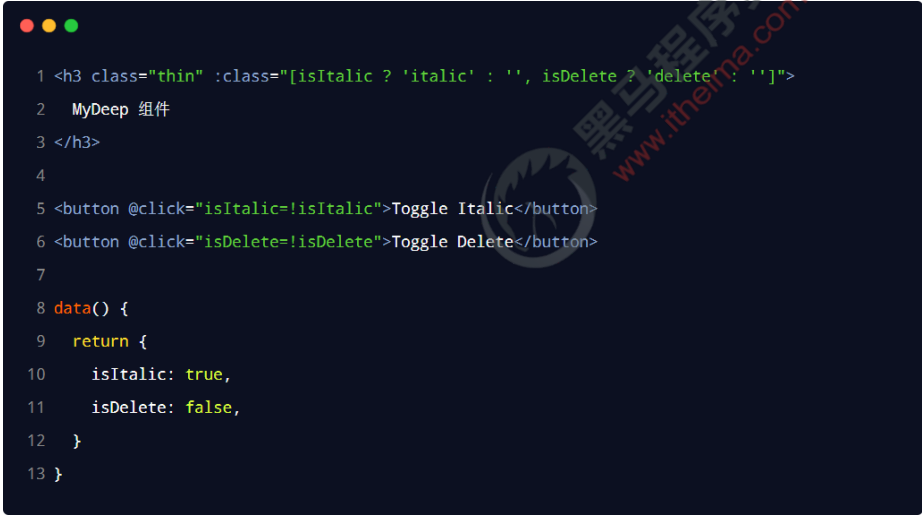 1 <h3 class="thin" :class="[isItalic ? 'italic' : '', isDelete ? 'delete' : '']">
2   MyDeep 组件
3 </h3>
4
5 <button @click="isItalic=!isItalic">Toggle Italic</button>
6 <button @click="isDelete=!isDelete">Toggle Delete</button>
7
8 data() {
9   return {
10     isItalic: true,
11     isDelete: false,
12   }
13 }
黑马程序
www.itheima.com